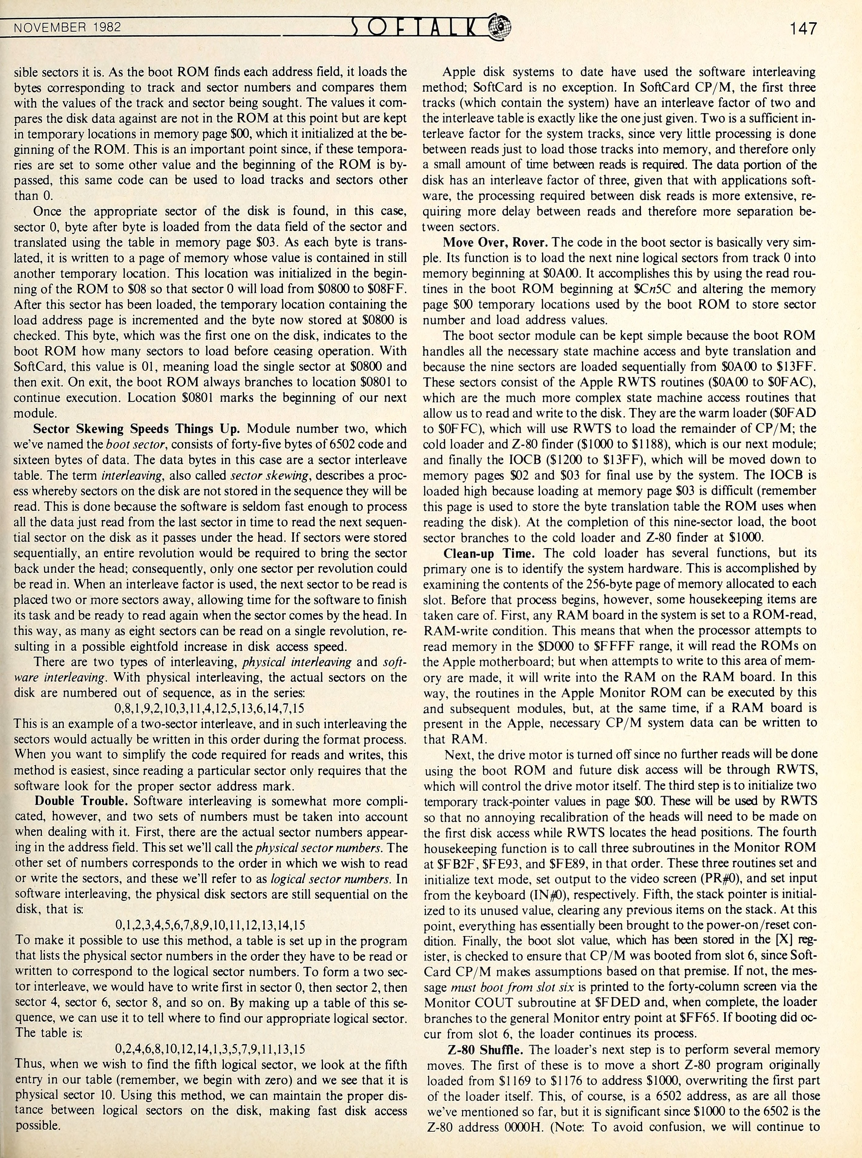 NOVEMBER 1982
SOFTALK
147
sible sectors it is. As the boot ROM finds each address field, it loads the
bytes corresponding to track and sector numbers and compares them
with the values of the track and sector being sought. The values it com-
pares the disk data against are not in the ROM at this point but are kept
in temporary locations in memory page $00, which it initialized at the be-
ginning of the ROM. This is an important point since, if these tempora-
ries are set to some other value and the beginning of the ROM is by-
passed, this same code can be used to load tracks and sectors other
than 0.
Once the appropriate sector of the disk is found, in this case,
sector 0, byte after byte is loaded from the data field of the sector and
translated using the table in memory page $03. As each byte is trans-
lated, it is written to a page of memory whose value is contained in still
another temporary location. This location was initialized in the begin-
ning of the ROM to $08 so that sector 0 will load from $0800 to $08FF.
After this sector has been loaded, the temporary location containing the
load address page is incremented and the byte now stored at $0800 is
checked. This byte, which was the first one on the disk, indicates to the
boot ROM how many sectors to load before ceasing operation. With
SoftCard, this value is 01, meaning load the single sector at $0800 and
then exit. On exit, the boot ROM always branches to location $0801 to
continue execution. Location $0801 marks the beginning of our next
module.
Sector Skewing Speeds Things Up. Module number two, which
we've named the boot sector, consists of forty-five bytes of 6502 code and
sixteen bytes of data. The data bytes in this case are a sector interleave
table. The term interleaving, also called sector skewing, describes a proc-
ess whereby sectors on the disk are not stored in the sequence they will be
read. This is done because the software is seldom fast enough to process
all the data just read from the last sector in time to read the next sequen-
tial sector on the disk as it passes under the head. If sectors were stored
sequentially, an entire revolution would be required to bring the sector
back under the head; consequently, only one sector per revolution could
be read in. When an interleave factor is used, the next sector to be read is
placed two or more sectors away, allowing time for the software to finish
its task and be ready to read again when the sector comes by the head. In
this way, as many as eight sectors can be read on a single revolution, re-
sulting in a possible eightfold increase in disk access speed.
There are two types of interleaving, physical interleaving and soft-
ware interleaving. With physical interleaving, the actual sectors on the
disk are numbered out of sequence, as in the series:
0,8,1,9,2,10,3,11,4,12,5,13,6,14,7,15
This is an example of a two-sector interleave, and in such interleaving the
sectors would actually be written in this order during the format process.
When you want to simplify the code required for reads and writes, this
method is easiest, since reading a particular sector only requires that the
software look for the proper sector address mark.
Double Trouble. Software interleaving is somewhat more compli-
cated, however, and two sets of numbers must be taken into account
when dealing with it. First, there are the actual sector numbers appear-
ing in the address field. This set we'll call the physical sector numbers. The
other set of numbers corresponds to the order in which we wish to read
or write the sectors, and these we'll refer to as logical sector numbers. In
software interleaving, the physical disk sectors are still sequential on the
disk, that is:
0,1,2,3,4,5,6,7,8,9,10,11,12,13,14,15
To make it possible to use this method, a table is set up in the program
that lists the physical sector numbers in the order they have to be read or
written to correspond to the logical sector numbers. To form a two sec-
tor interleave, we would have to write first in sector 0, then sector 2, then
sector 4, sector 6, sector 8, and so on. By making up a table of this se-
quence, we can use it to tell where to find our appropriate logical sector.
The table is:
0,2,4,6,8,10,12,14,1,3,5,7,9,11,13,15
Thus, when we wish to find the fifth logical sector, we look at the fifth
entry in our table (remember, we begin with zero) and we see that it is
physical sector 10. Using this method, we can maintain the proper dis-
tance between logical sectors on the disk, making fast disk access
possible.
Apple disk systems to date have used the software interleaving
method; SoftCard is no exception. In SoftCard CP/M, the first three
tracks (which contain the system) have an interleave factor of two and
the interleave table is exactly like the one just given. Two is a sufficient in-
terleave factor for the system tracks, since very little processing is done
between reads just to load those tracks into memory, and therefore only
a small amount of time between reads is required. The data portion of the
disk has an interleave factor of three, given that with applications soft-
ware, the processing required between disk reads is more extensive, re-
quiring more delay between reads and therefore more separation be-
tween sectors.
Move Over, Rover. The code in the boot sector is basically very sim-
ple. Its function is to load the next nine logical sectors from track 0 into
memory beginning at $0A00. It accomplishes this by using the read rou-
tines in the boot ROM beginning at $Cn5C and altering the memory
page $00 temporary locations used by the boot ROM to store sector
number and load address values.
The boot sector module can be kept simple because the boot ROM
handles all the necessary state machine access and byte translation and
because the nine sectors are loaded sequentially from $0A00 to $13FF.
These sectors consist of the Apple RWTS routines ($0A00 to $0FAC),
which are the much more complex state machine access routines that
allow us to read and write to the disk. They are the warm loader ($0FAD
to $0FFC), which will use RWTS to load the remainder of CP/M; the
cold loader and Z-80 finder ($1000 to $1188), which is our next module;
and finally the IOCB ($1200 to $13FF), which will be moved down to
memory pages $02 and $03 for final use by the system. The IOCB is
loaded high because loading at memory page $03 is difficult (remember
this page is used to store the byte translation table the ROM uses when
reading the disk). At the completion of this nine-sector load, the boot
sector branches to the cold loader and Z-80 finder at $1000.
Clean-up Time. The cold loader has several functions, but its
primary one is to identify the system hardware. This is accomplished by
examining the contents of the 256-byte page of memory allocated to each
slot. Before that process begins, however, some housekeeping items are
taken care of. First, any RAM board in the system is set to a ROM-read,
RAM-write condition. This means that when the processor attempts to
read memory in the $D000 to $FFFF range, it will read the ROMs on
the Apple motherboard; but when attempts to write to this area of mem-
ory are made, it will write into the RAM on the RAM board. In this
way, the routines in the Apple Monitor ROM can be executed by this
and subsequent modules, but, at the same time, if a RAM board is
present in the Apple, necessary CP/M system data can be written to
that RAM.
Next, the drive motor is turned off since no further reads will be done
using the boot ROM and future disk access will be through RWTS,
which will control the drive motor itself. The third step is to initialize two
temporary track-pointer values in page $00. These will be used by RWTS
so that no annoying recalibration of the heads will need to be made on
the first disk access while RWTS locates the head positions. The fourth
housekeeping function is to call three subroutines in the Monitor ROM
at $FB2F, $FE93, and $FE89, in that order. These three routines set and
initialize text mode, set output to the video screen (PR#0), and set input
from the keyboard (IN#0), respectively. Fifth, the stack pointer is initial-
ized to its unused value, clearing any previous items on the stack. At this
point, everything has essentially been brought to the power-on/reset con-
dition. Finally, the boot slot value, which has been stored in the [X] reg-
ister, is checked to ensure that CP/M was booted from slot 6, since Soft-
Card CP/M makes assumptions based on that premise. If not, the mes-
sage must boot from slot six is printed to the forty-column screen via the
Monitor COUT subroutine at $FDED and, when complete, the loader
branches to the general Monitor entry point at $FF65. If booting did oc-
cur from slot 6, the loader continues its process.
Z-80 Shuffle. The loader's next step is to perform several memory
moves. The first of these is to move a short Z-80 program originally
loaded from $1169 to $1176 to address $1000, overwriting the first part
of the loader itself. This, of course, is a 6502 address, as are all those
we've mentioned so far, but it is significant since $1000 to the 6502 is the
Z-80 address 0000H. (Note: To avoid confusion, we will continue to